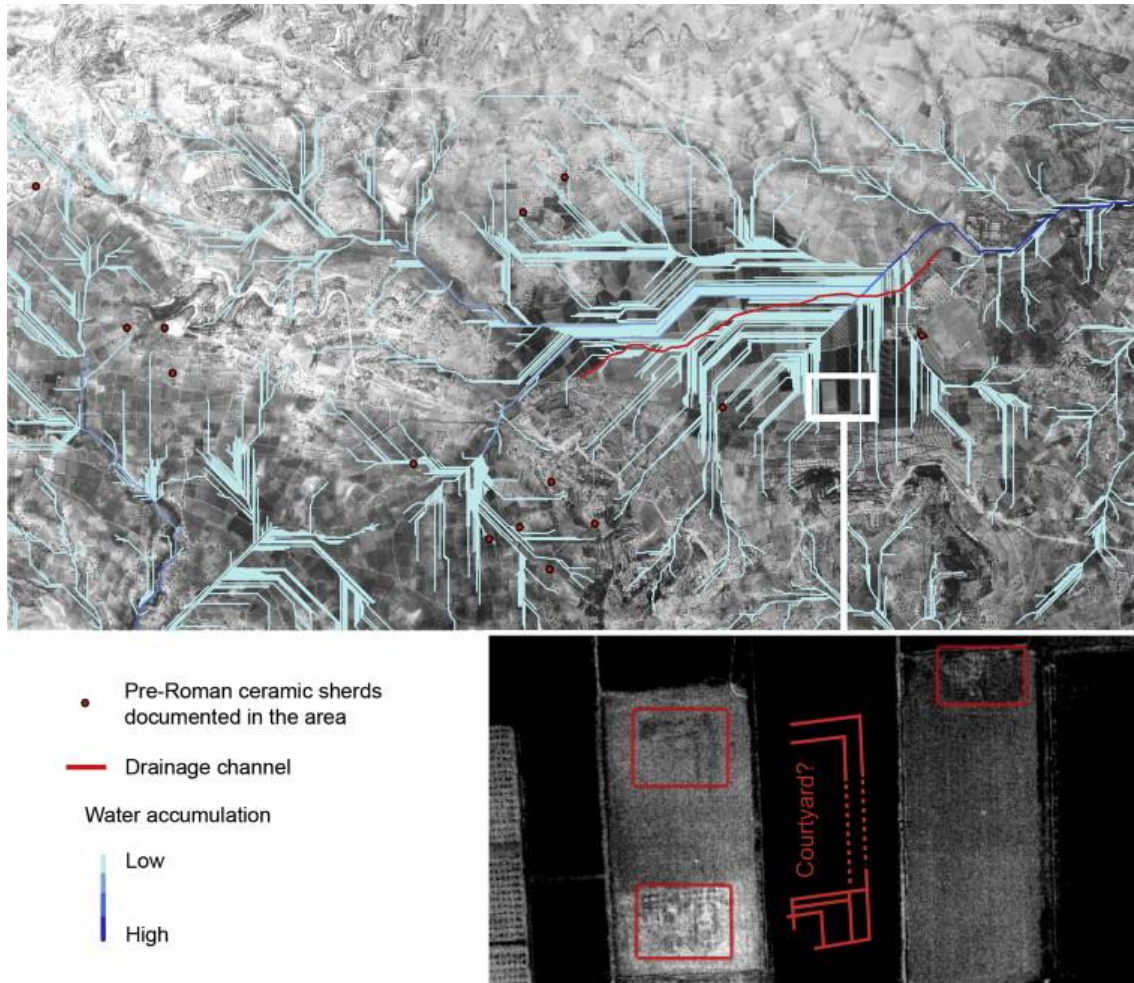 Pre-Roman ceramic sherds
documented in the area
Drainage channel
Water accumulation
Low
High
Courtyard?